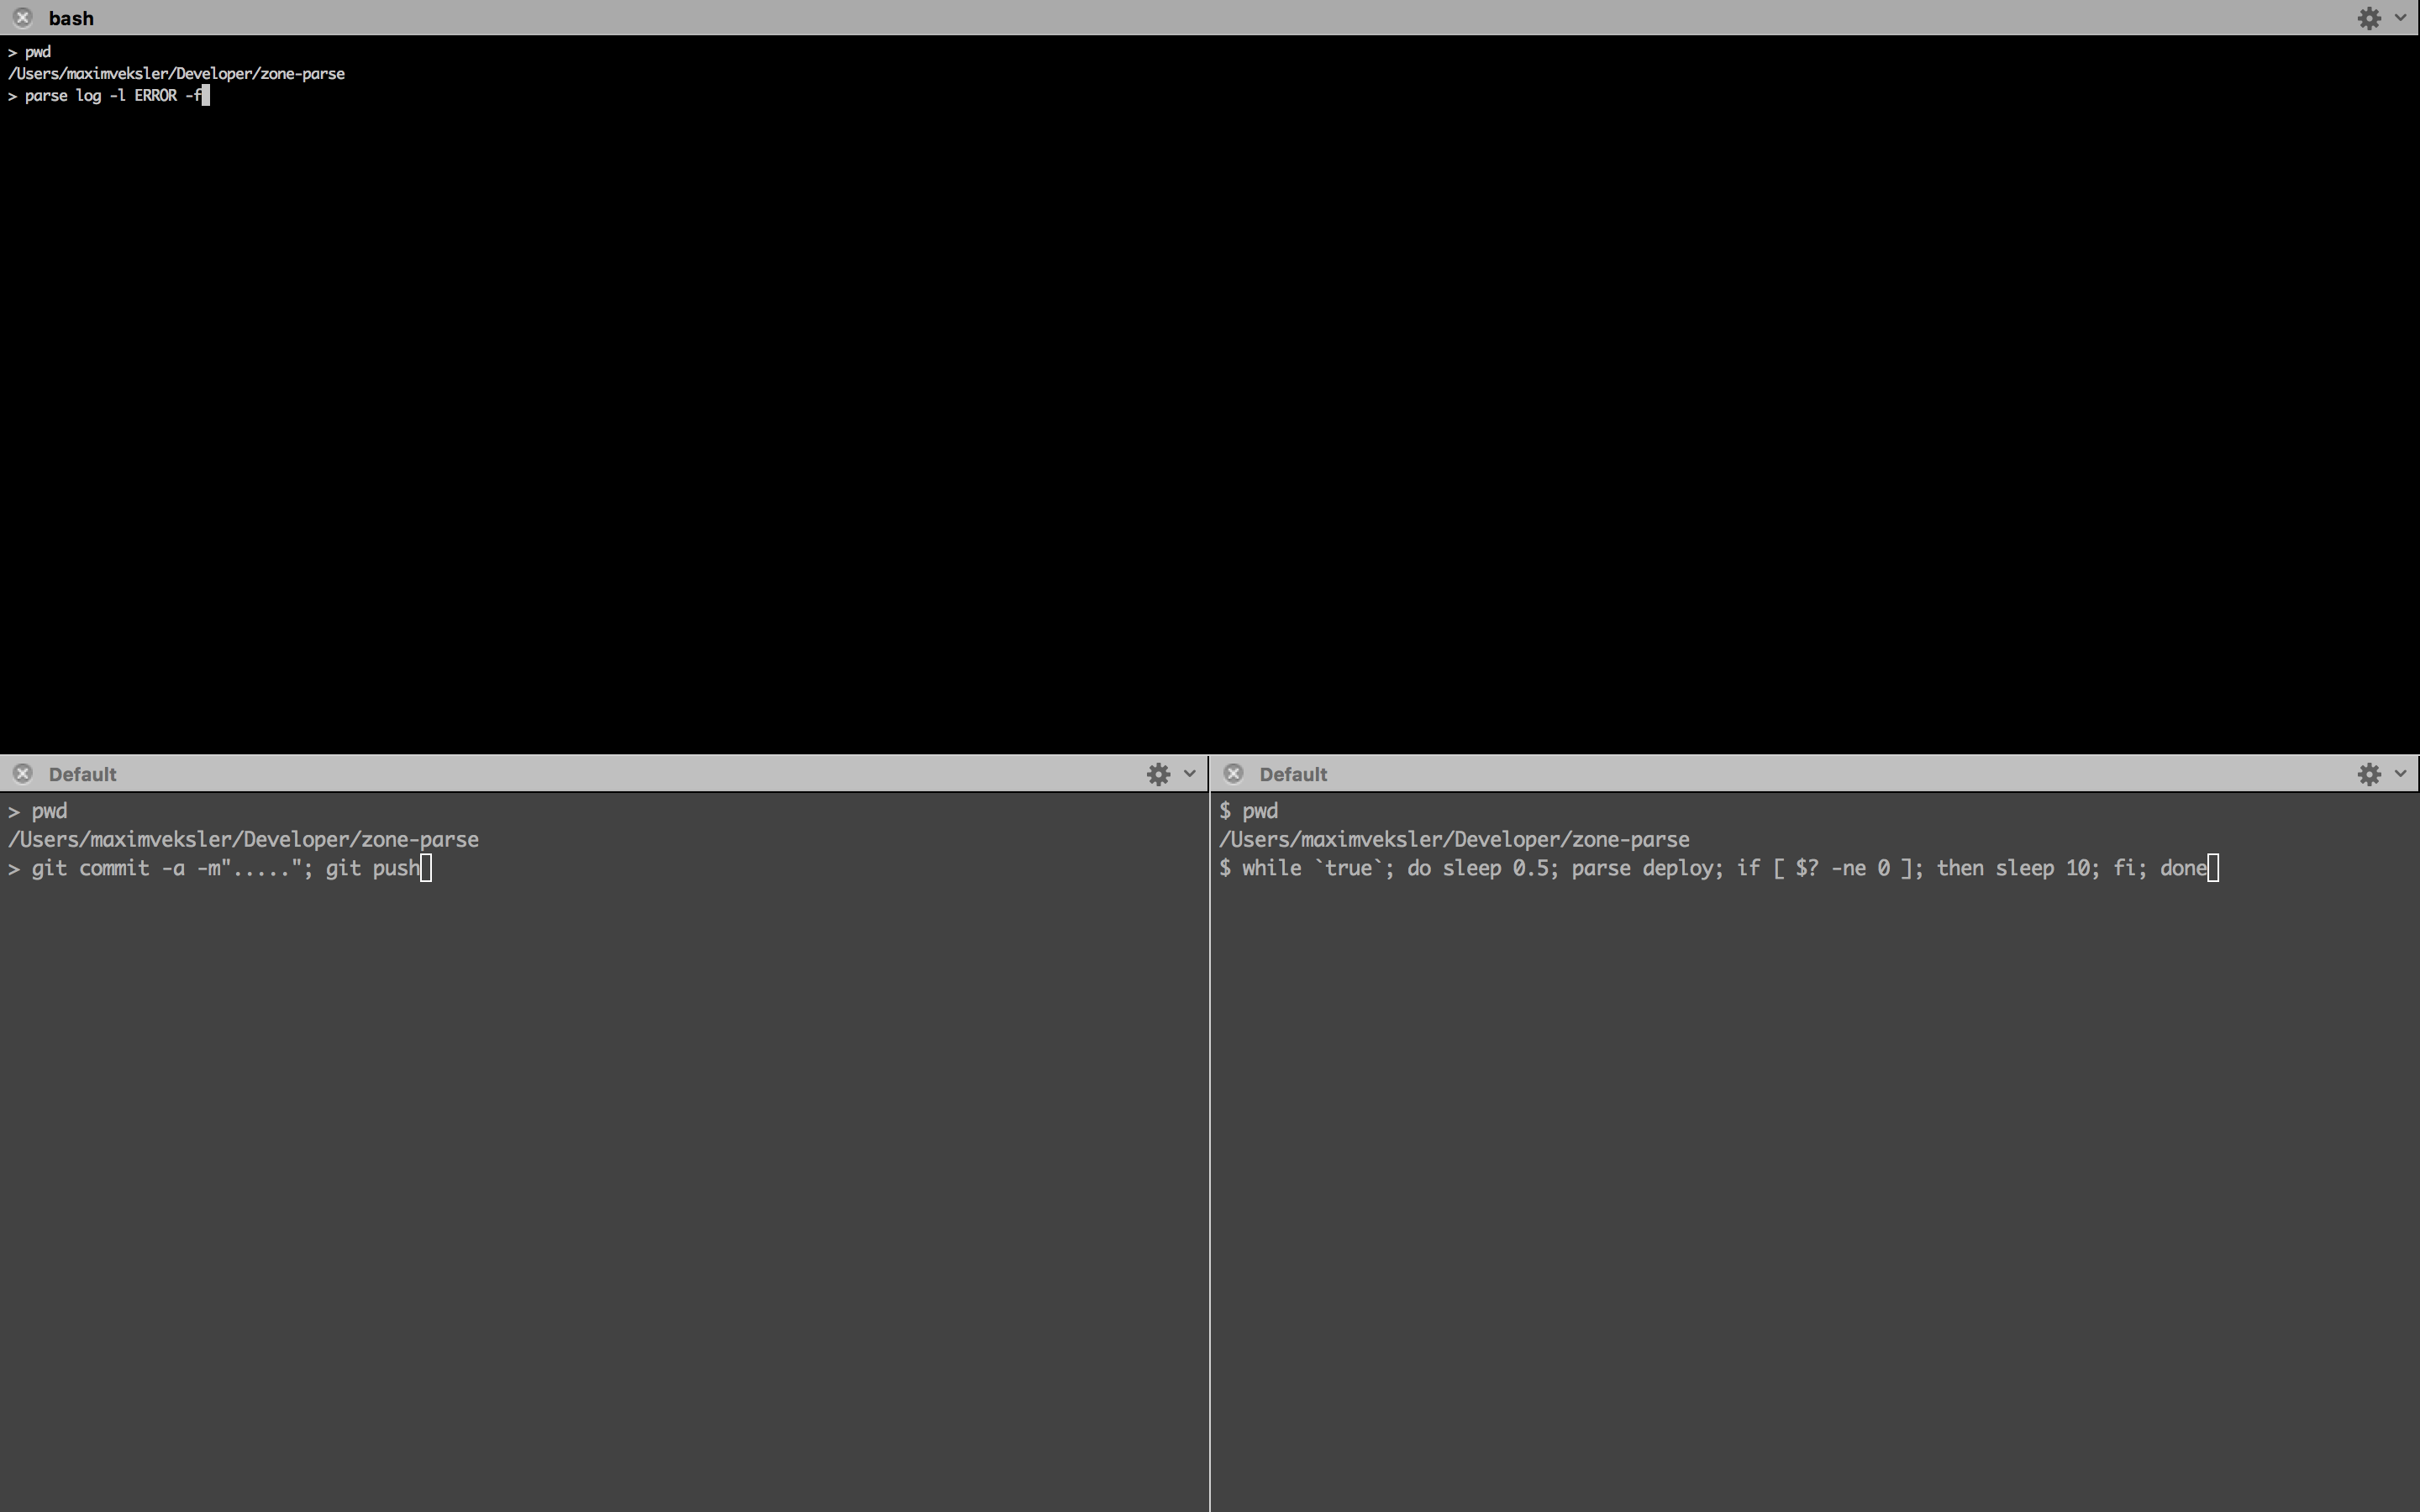 bash
> pwd
/Users/maximveksler/Developer/zone-parse
> parse log -l ERROR -f
Default
> pwd
/Users/maximveksler/Developer/zone-parse
> git commit -a -m"....."; git push
Default
$ pwd
/Users/maximveksler/Developer/zone-parse
$ while `true`; do sleep 0.5; parse deploy; if [ $? -ne 0 ]; then sleep 10; fi; done